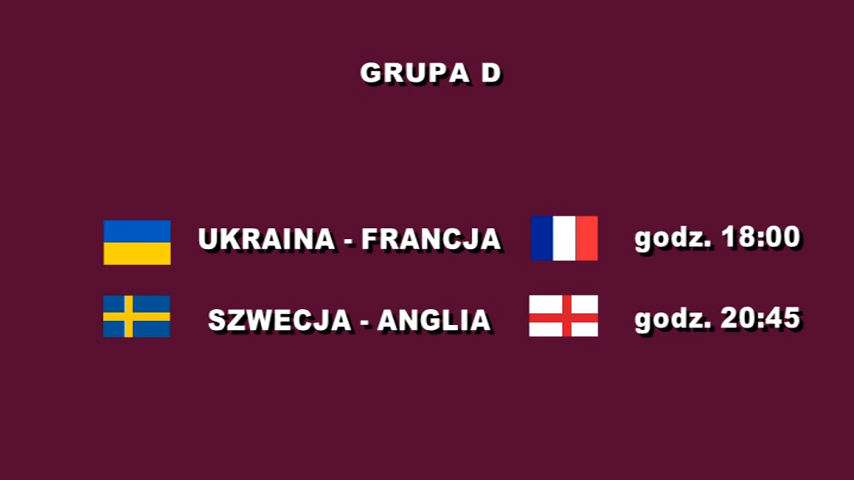 GRUPA D
UKRAINA - FRANCJA godz. 18:00
SZWECJA - ANGLIA godz. 20:45